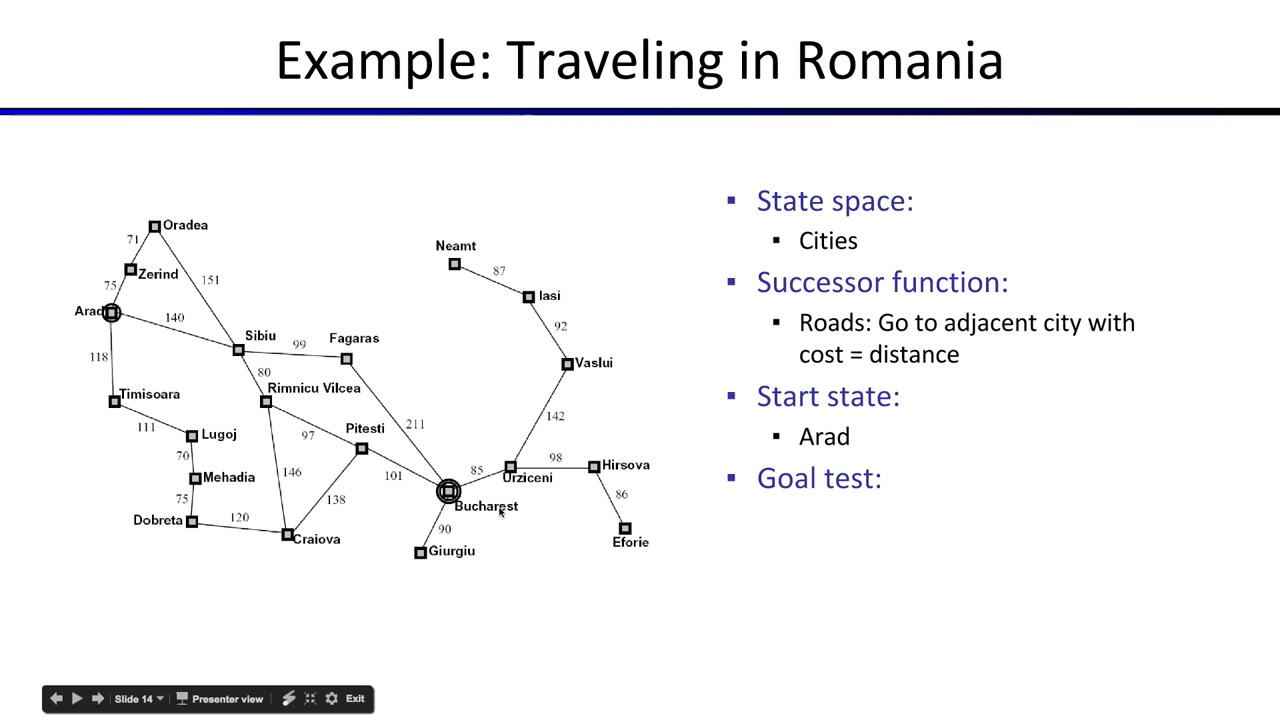 Example: Traveling in Romania
Oradea
71
Zerind
151
75
Arad
140
118
Sibiu
99
Fagaras
80
Timisoara
Rimnicu Vilcea
111
Lugoj
97
Pitesti
211
70
Mehadia
146
101
75
138
Dobreta
120
Craiova
Neamt
87
Iasi
92
Vaslui
142
98
Hirsova
85
Urziceni
86
Bucharest
90
Giurgiu
Eforie
State space:
Cities
Successor function:
Roads: Go to adjacent city with
cost = distance
Start state:
Arad
Goal test:
Slide 14
Presenter view
Exit